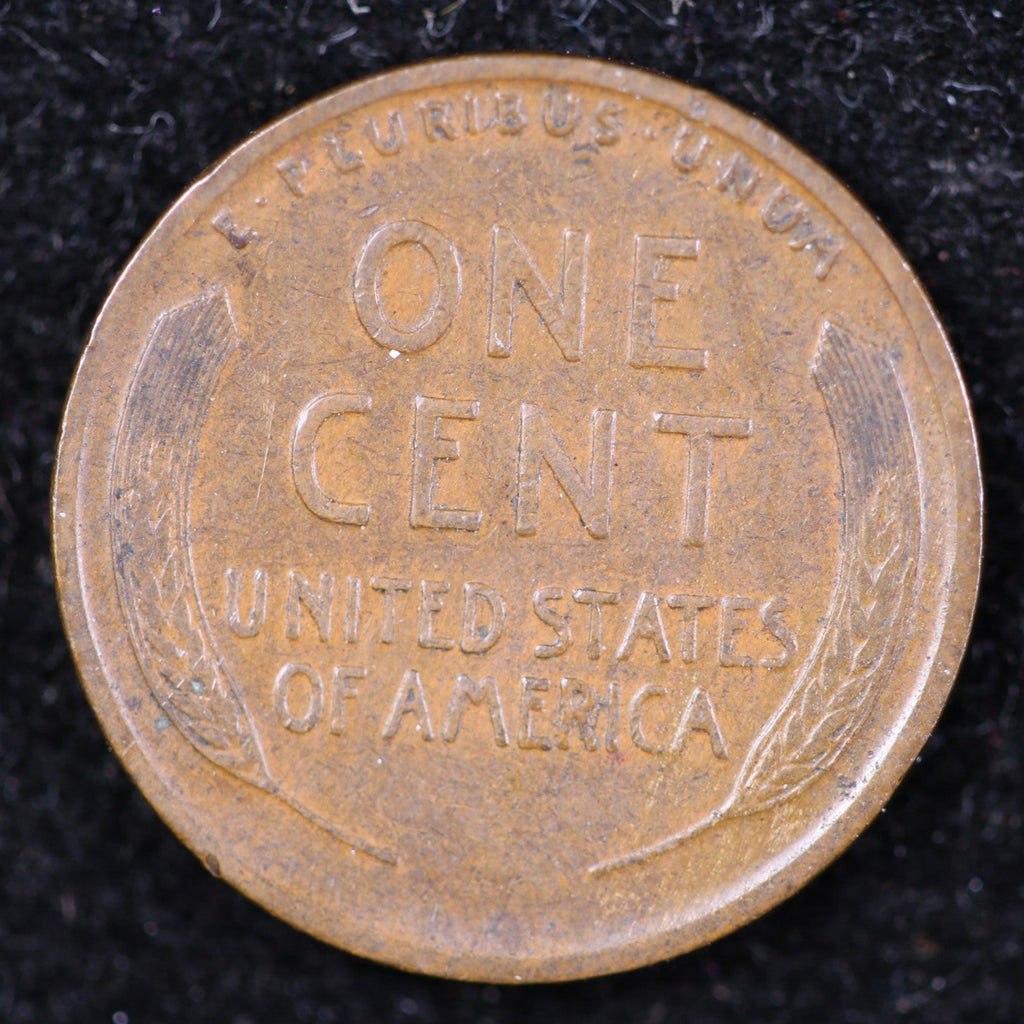 E · PLURIBUS · UNUM
ONE
CENT
UNITED STATES
OF AMERICA